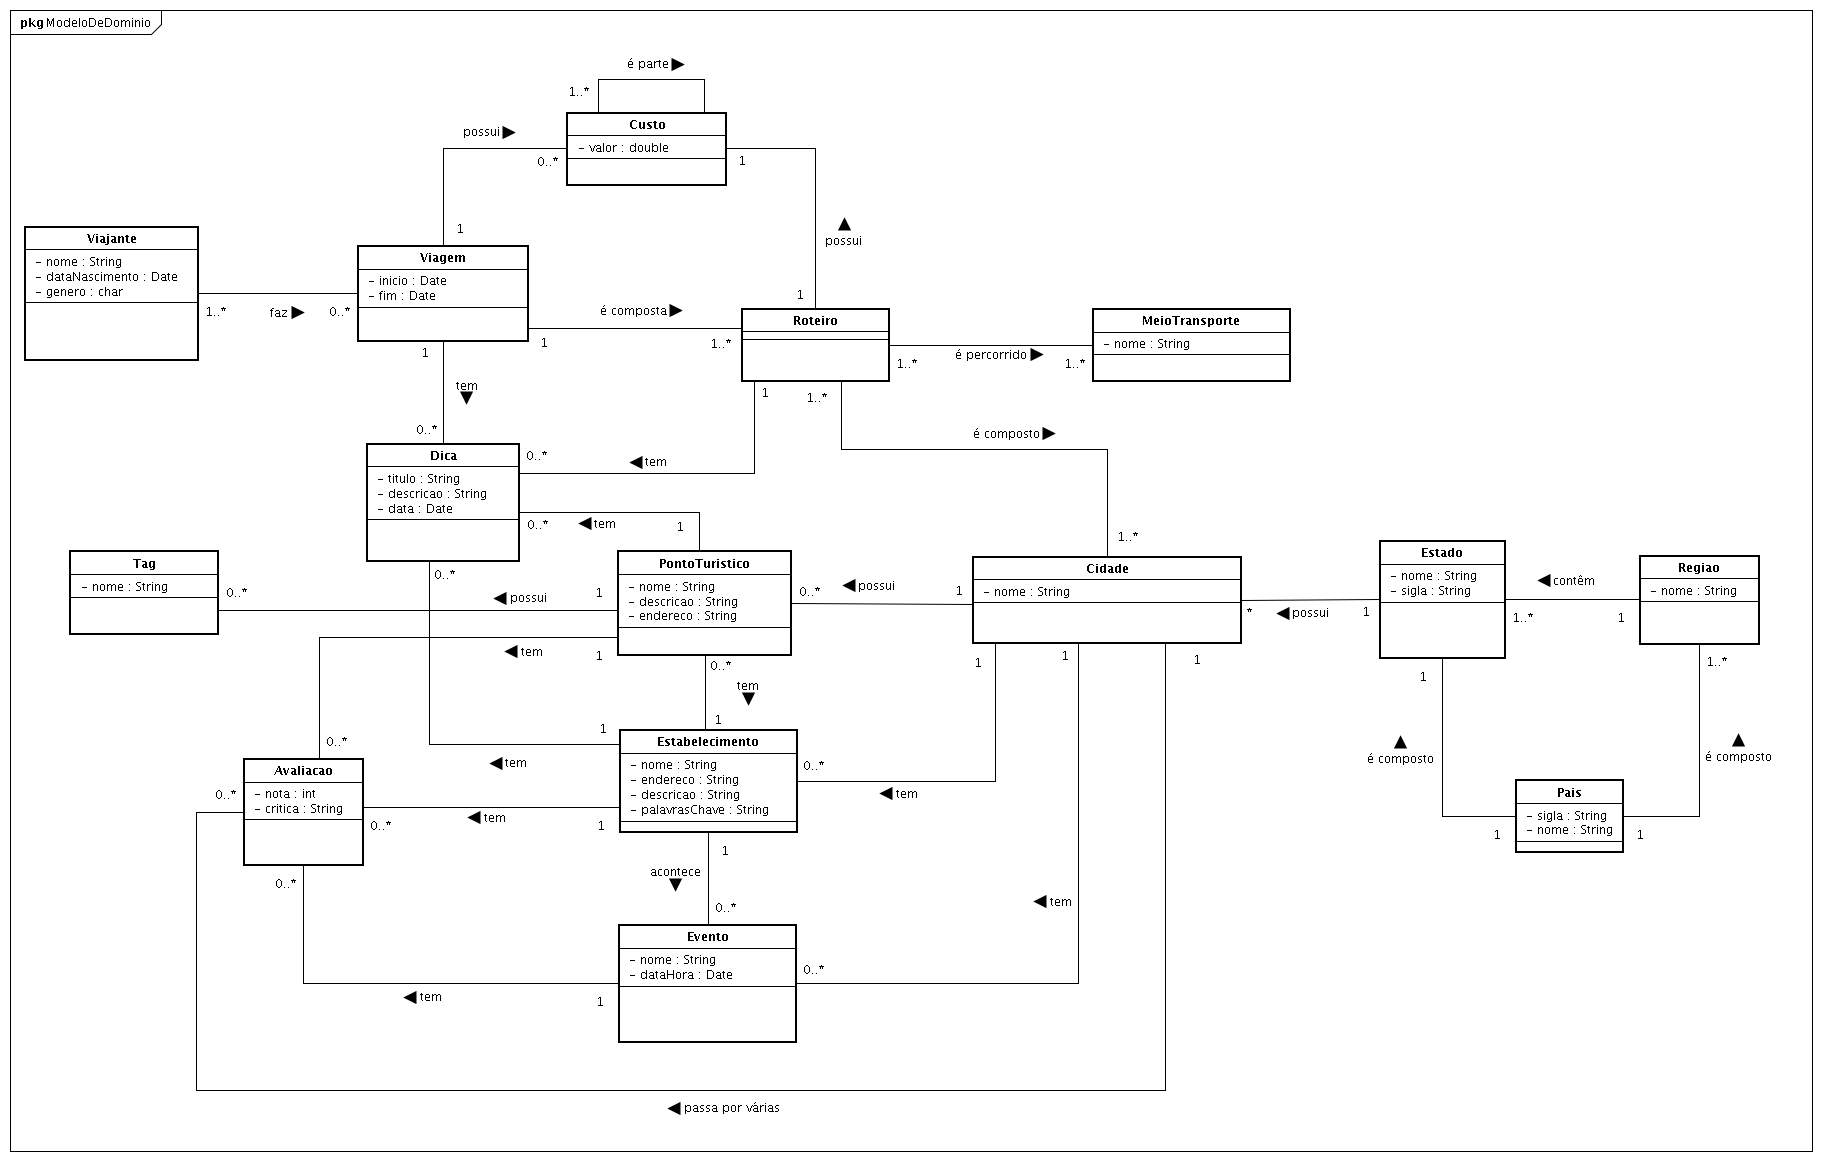 pkg ModeloDeDominio
é parte
1..*
Custo
- valor : double
possui
0..*
1
1
possui
1
Viajante
- nome : String
- dataNascimento : Date
- genero : char
1..*
faz
0..*
Viagem
- inicio : Date
- fim : Date
é composta
1
1..*
1
Roteiro
1..*
é percorrido
1..*
MeioTransporte
- nome : String
tem
0..*
1
1..*
é composto
1..*
Dica
- titulo : String
- descricao : String
- data : Date
0..*
tem
0..*
tem
1
0..*
Tag
- nome : String
0..*
possui
1
PontoTuristico
- nome : String
- descricao : String
- endereco : String
0..*
possui
1
Cidade
- nome : String
*
possui
1
Estado
- nome : String
- sigla : String
1..*
contêm
1
Regiao
- nome : String
tem
1
0..*
tem
1
1
1
1
1
1..*
é composto
é composto
Pais
- sigla : String
- nome : String
1
1
0..*
1
tem
Estabelecimento
- nome : String
- endereco : String
- descricao : String
- palavrasChave : String
0..*
tem
Avaliacao
- nota : int
- critica : String
0..*
0..*
tem
1
1
acontece
0..*
0..*
tem
Evento
- nome : String
- dataHora : Date
0..*
tem
1
passa por várias